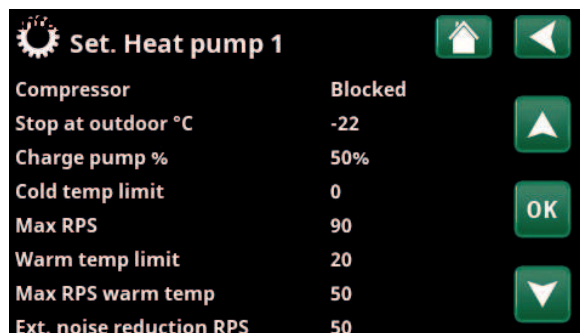 Set. Heat pump 1
Compressor Blocked
Stop at outdoor °C -22
Charge pump % 50%
Cold temp limit 0
OK
Max RPS 90
Warm temp limit 20
Max RPS warm temp 50
Ext. noise reduction RPS 50